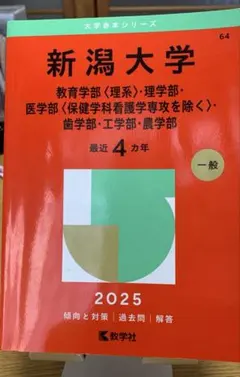 大学赤本シリーズ
64
新潟大学
教育学部〈理系〉・理学部・
医学部〈保健学科看護学専攻を除く〉・
歯学部・工学部・農学部
最近4カ年
一般
2025
傾向と対策|過去問|解答
教学社